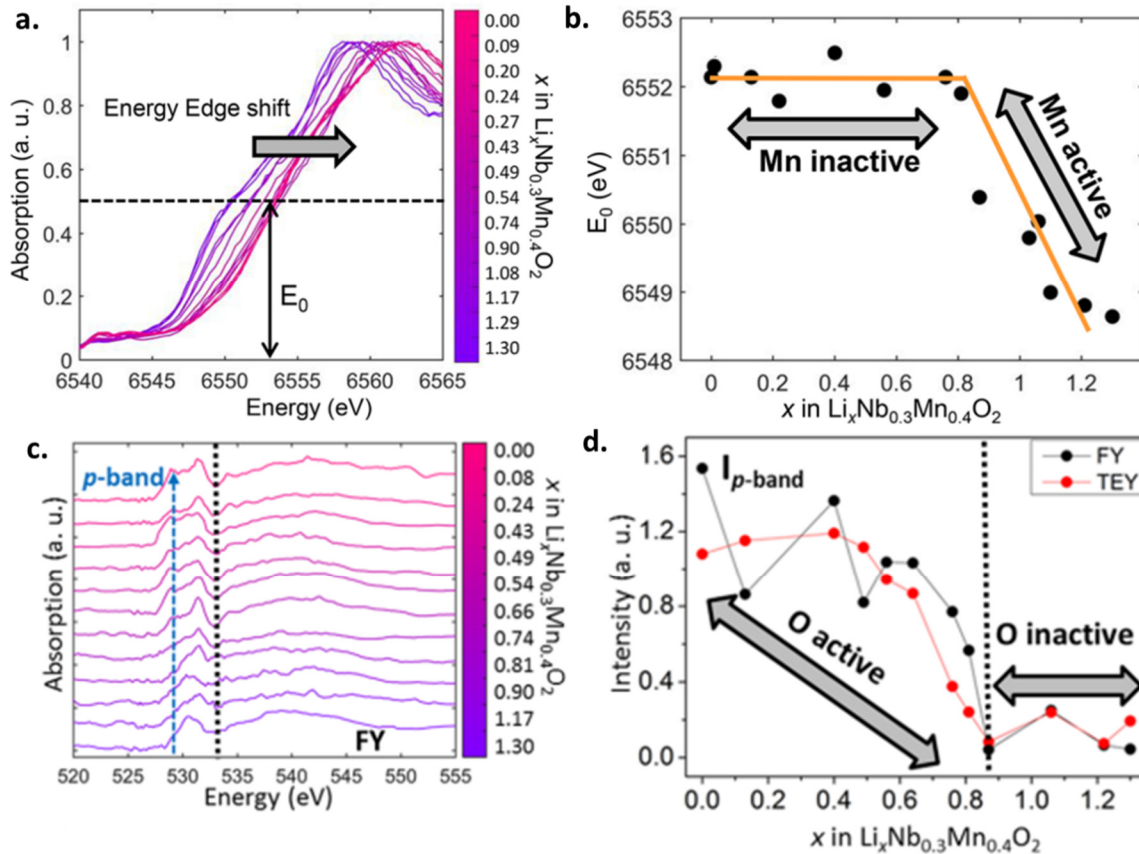 a.
Absorption (a. u.)
1
0.8
0.6
0.4
0.2
0
Energy Edge shift
E₀
6540 6545 6550 6555 6560 6565
Energy (eV)
0.00
0.09
0.20
0.24
0.43
0.54
0.74
0.90
1.08
1.17
1.29
1.30
x in LiₓNb₀.₃Mn₀.₄O₂
b.
E₀ (eV)
6553
6552
6551
6550
6549
6548
Mn inactive
Mn active
0 0.2 0.4 0.6 0.8 1 1.2
x in LiₓNb₀.₃Mn₀.₄O₂
c.
Absorption (a. u.)
p-band
FY
520 525 530 535 540 545 550 555
Energy (eV)
0.00
0.08
0.24
0.43
0.54
0.66
0.74
0.81
0.90
1.17
1.30
x in LiₓNb₀.₃Mn₀.₄O₂
d.
Intensity (a. u.)
1.6
1.2
0.8
0.4
0.0
Iₚ-band
FY
TEY
O active
O inactive
0.0 0.2 0.4 0.6 0.8 1.0 1.2
x in LiₓNb₀.₃Mn₀.₄O₂